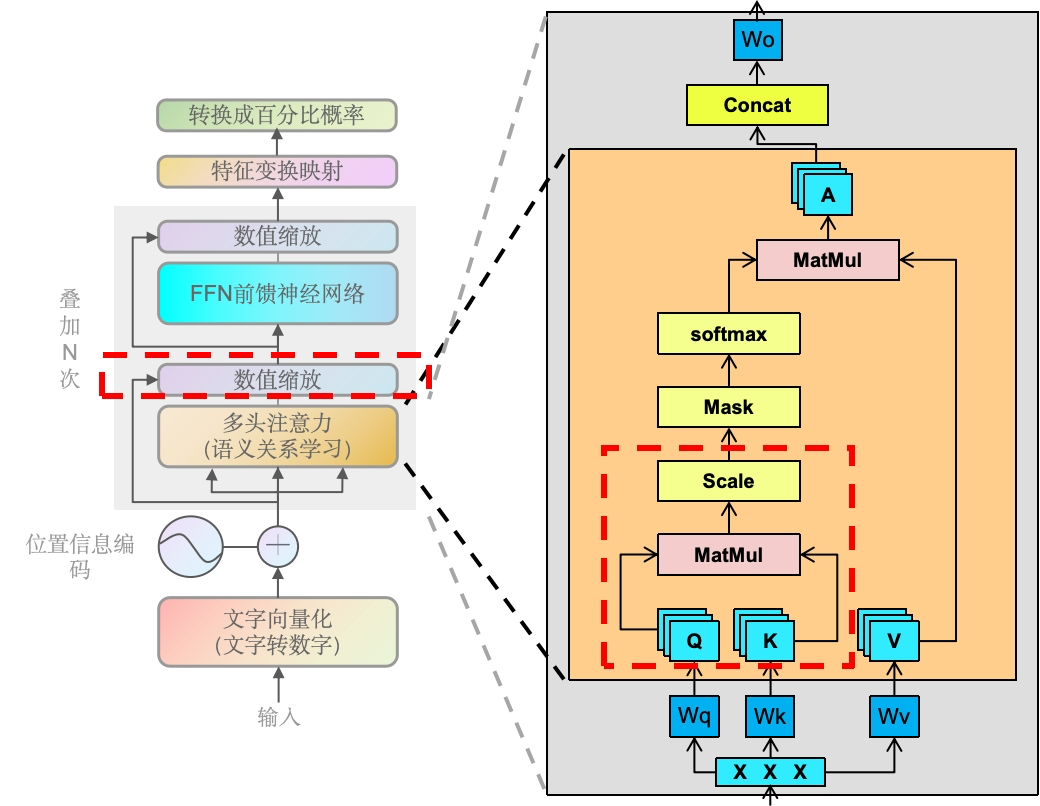 转换成百分比概率
特征变换映射
数值缩放
FFN前馈神经网络
叠
加
N
次
数值缩放
多头注意力
(语义关系学习)
位置信息编
码
文字向量化
(文字转数字)
输入
Wo
Concat
A
MatMul
softmax
Mask
Scale
MatMul
Q
K
V
Wq
Wk
Wv
X X X